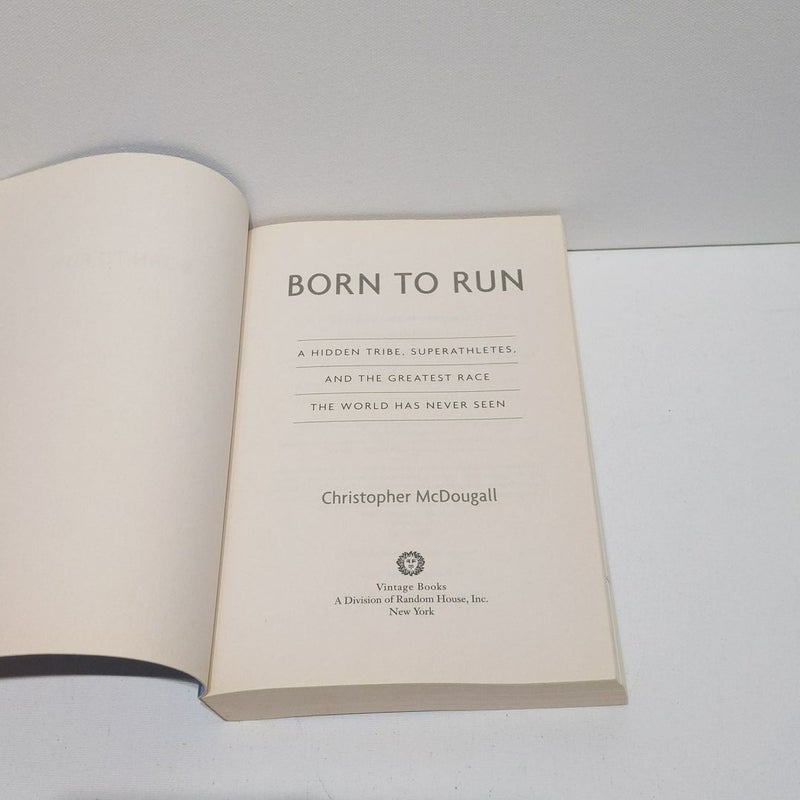 BORN TO RUN
A HIDDEN TRIBE, SUPERATHLETES,
AND THE GREATEST RACE
THE WORLD HAS NEVER SEEN
Christopher McDougall
Vintage Books
A Division of Random House, Inc.
New York